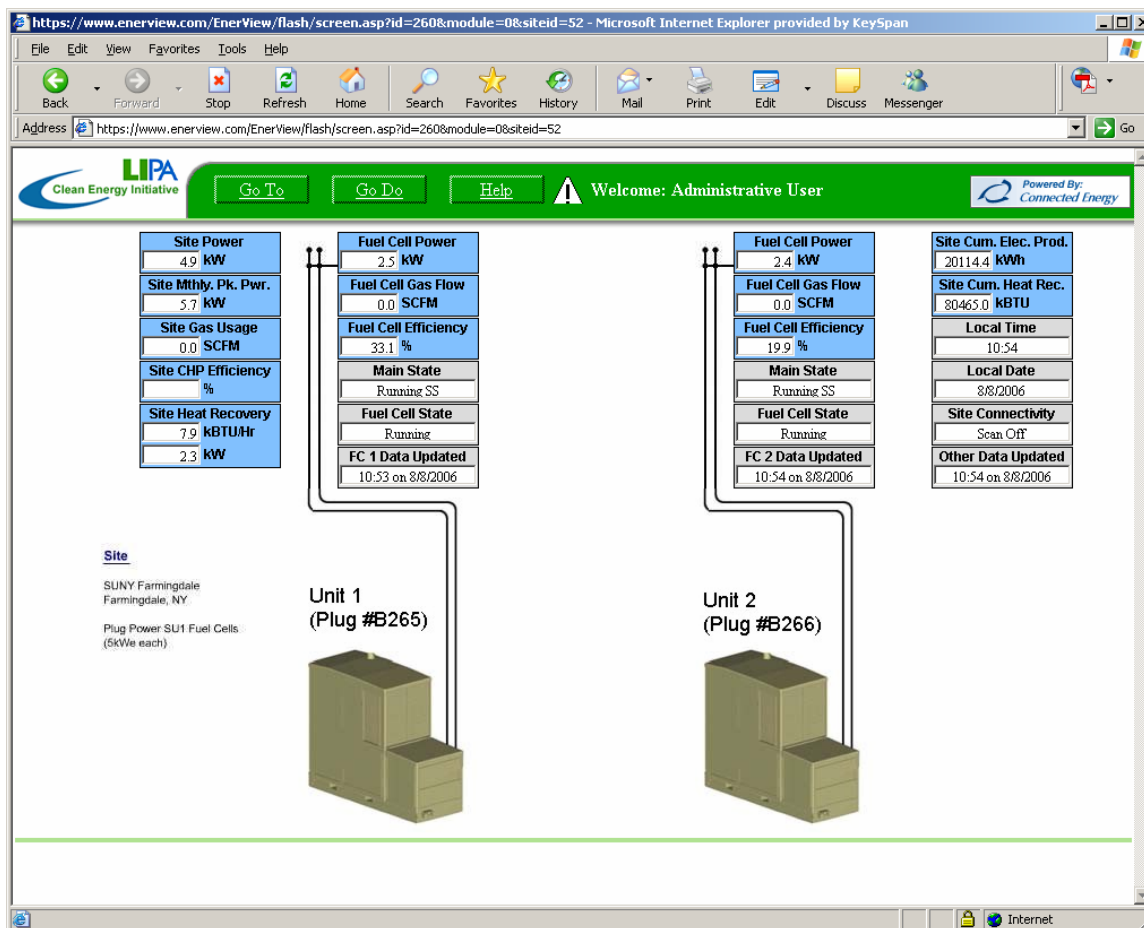 https://www.enerview.com/EnerView/flash/screen.asp?id=260&module=0&siteid=52 - Microsoft Internet Explorer provided by KeySpan
File Edit View Favorites Tools Help
Back Forward Stop Refresh Home Search Favorites History Mail Print Edit Discuss Messenger
Address https://www.enerview.com/EnerView/flash/screen.asp?id=260&module=0&siteid=52 Go
LIPA
Clean Energy Initiative
Go To Go Do Help Welcome: Administrative User
Powered By:
Connected Energy
Site Power
4.9 kW
Site Mthly. Pk. Pwr.
5.7 kW
Site Gas Usage
0.0 SCFM
Site CHP Efficiency
%
Site Heat Recovery
7.9 kBTU/Hr
2.3 kW
Fuel Cell Power
2.5 kW
Fuel Cell Gas Flow
0.0 SCFM
Fuel Cell Efficiency
33.1 %
Main State
Running SS
Fuel Cell State
Running
FC 1 Data Updated
10:53 on 8/8/2006
Fuel Cell Power
2.4 kW
Fuel Cell Gas Flow
0.0 SCFM
Fuel Cell Efficiency
19.9 %
Main State
Running SS
Fuel Cell State
Running
FC 2 Data Updated
10:54 on 8/8/2006
Site Cum. Elec. Prod.
20114.4 kWh
Site Cum. Heat Rec.
80465.0 kBTU
Local Time
10:54
Local Date
8/8/2006
Site Connectivity
Scan Off
Other Data Updated
10:54 on 8/8/2006
Site
SUNY Farmingdale
Farmingdale, NY
Plug Power SU1 Fuel Cells
(5kWe each)
Unit 1
(Plug #B265)
Unit 2
(Plug #B266)
Internet